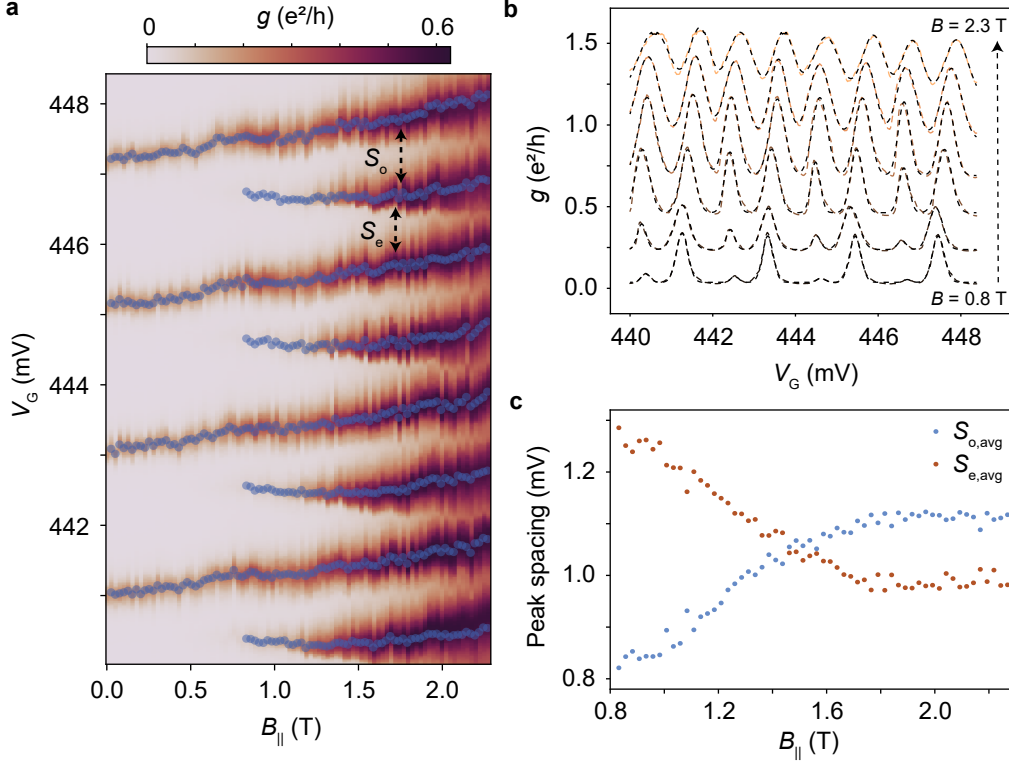 a
g (e²/h)
0 0.6
448
446
444
442
V_G (mV)
S_o
S_e
0.0 0.5 1.0 1.5 2.0
B_|| (T)
b
B = 2.3 T
1.5
1.0
0.5
0.0
g (e²/h)
B = 0.8 T
440 442 444 446 448
V_G (mV)
c
S_o,avg
S_e,avg
1.2
1.0
0.8
Peak spacing (mV)
0.8 1.2 1.6 2.0
B_|| (T)